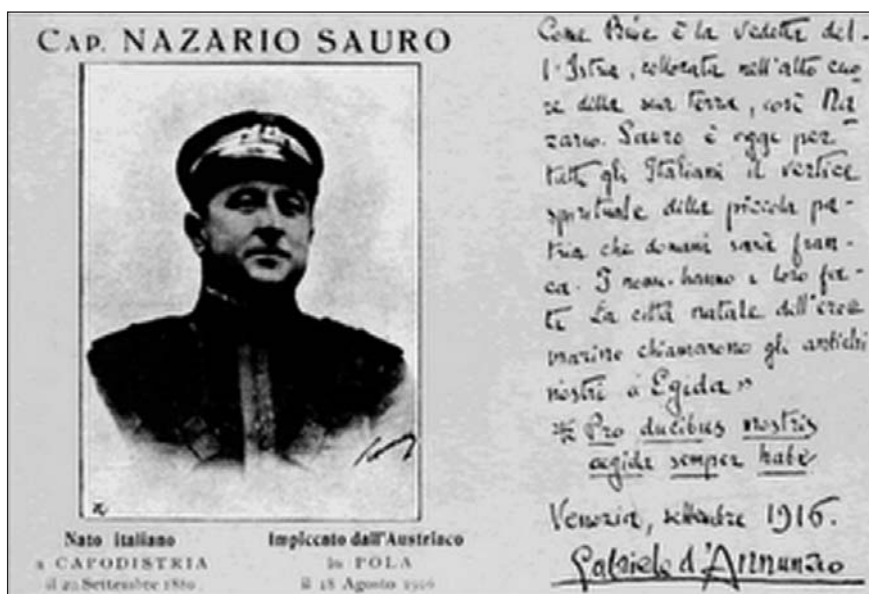 CAP. NAZARIO SAURO
Nato italiano
a CAPODISTRIA
il 20 Settembre 1880
Impiccato dall'Austriaco
in POLA
il 18 Agosto 1916
Come Buie è la vedetta del-
l'Istria, collocata nell'alto cuo-
re della sua terra, così Na-
zario Sauro è oggi per
tutti gli Italiani il vertice
spirituale della piccola pa-
tria che domani sarà fran-
ca. I nomi hanno i loro fa-
ti. La città natale dell'eroe
marino chiamarono gli antichi
nostri «Egida»
Pro ducibus nostris
aegida semper habe
Venezia, settembre 1916.
Gabriele d'Annunzio